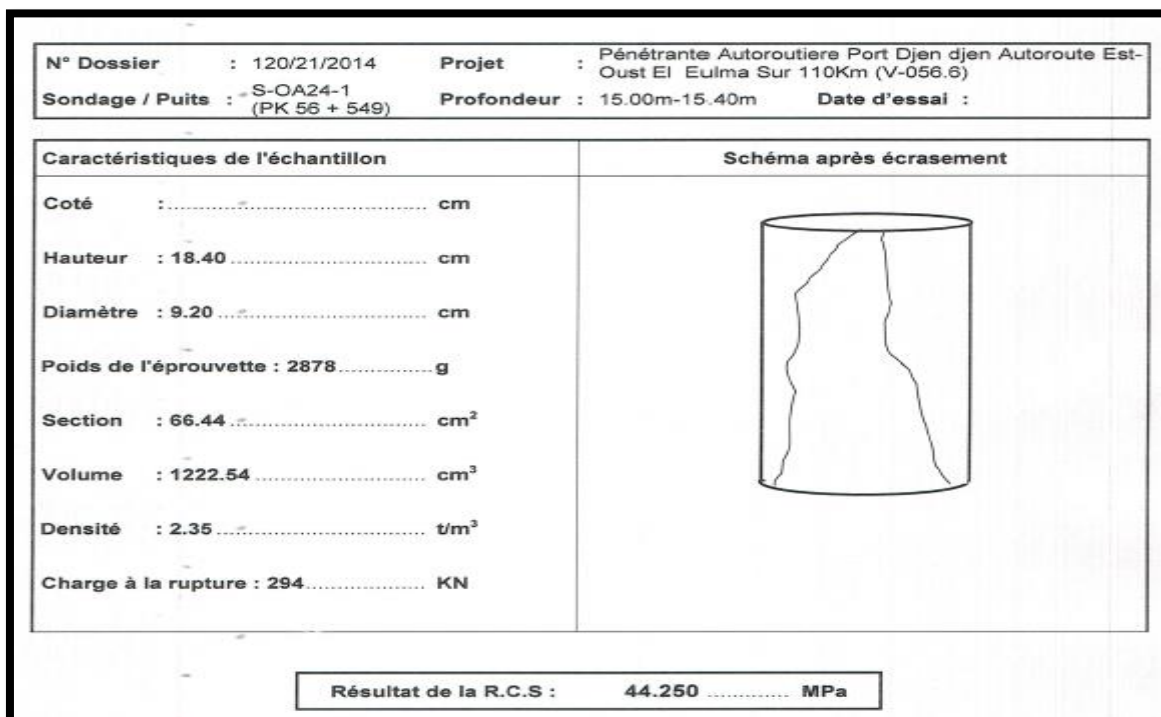 N° Dossier : 120/21/2014 Projet : Pénétrante Autoroutiere Port Djen djen Autoroute Est-
Oust El Eulma Sur 110Km (V-056.6)
Sondage / Puits : S-OA24-1
(PK 56 + 549)
Profondeur : 15.00m-15.40m Date d'essai :
Caractéristiques de l'échantillon
Schéma après écrasement
Coté :.......................................... cm
Hauteur : 18.40 ................................ cm
Diamètre : 9.20 .................................. cm
Poids de l'éprouvette : 2878................g
Section : 66.44 ................................ cm²
Volume : 1222.54 ............................ cm³
Densité : 2.35 .................................. t/m³
Charge à la rupture : 294.................... KN
Résultat de la R.C.S : 44.250 ............. MPa